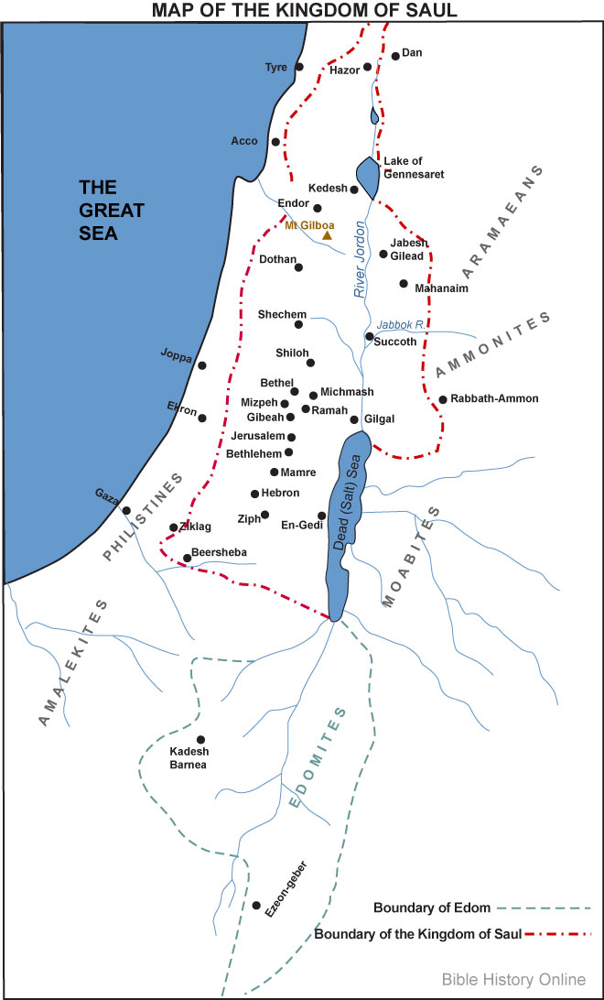 MAP OF THE KINGDOM OF SAUL
Dan
Tyre
Hazor
Acco
Lake of
Gennesaret
THE
GREAT
SEA
Kedesh
Endor
Mt Gilboa
ARAMAEANS
River Jordon
Jabesh
Gilead
Dothan
Mahanaim
Shechem
Jabbok R.
Succoth
AMMONITES
Shiloh
Joppa
Bethel
Michmash
Mizpeh
Ramah
Rabbath-Ammon
Ekron
Gibeah
Gilgal
Jerusalem
Bethlehem
Mamre
Dead (Salt) Sea
Hebron
Gaza
PHILISTINES
Ziph
En-Gedi
Ziklag
MOABITES
Beersheba
AMALEKITES
EDOMITES
Kadesh
Barnea
Ezeon-geber
Boundary of Edom
Boundary of the Kingdom of Saul
Bible History Online